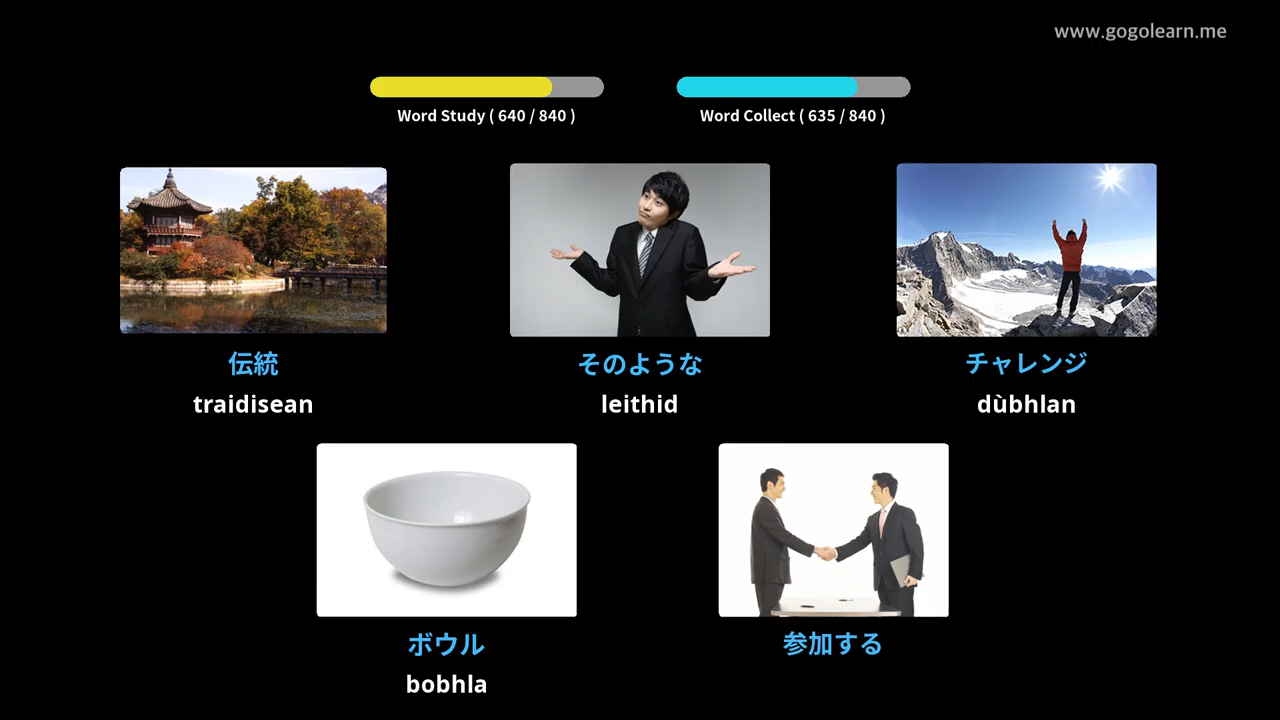 www.gogolearn.me
Word Study ( 640 / 840 )
Word Collect ( 635 / 840 )
伝統
traidisean
そのような
leithid
チャレンジ
dùbhlan
ボウル
bobhla
参加する